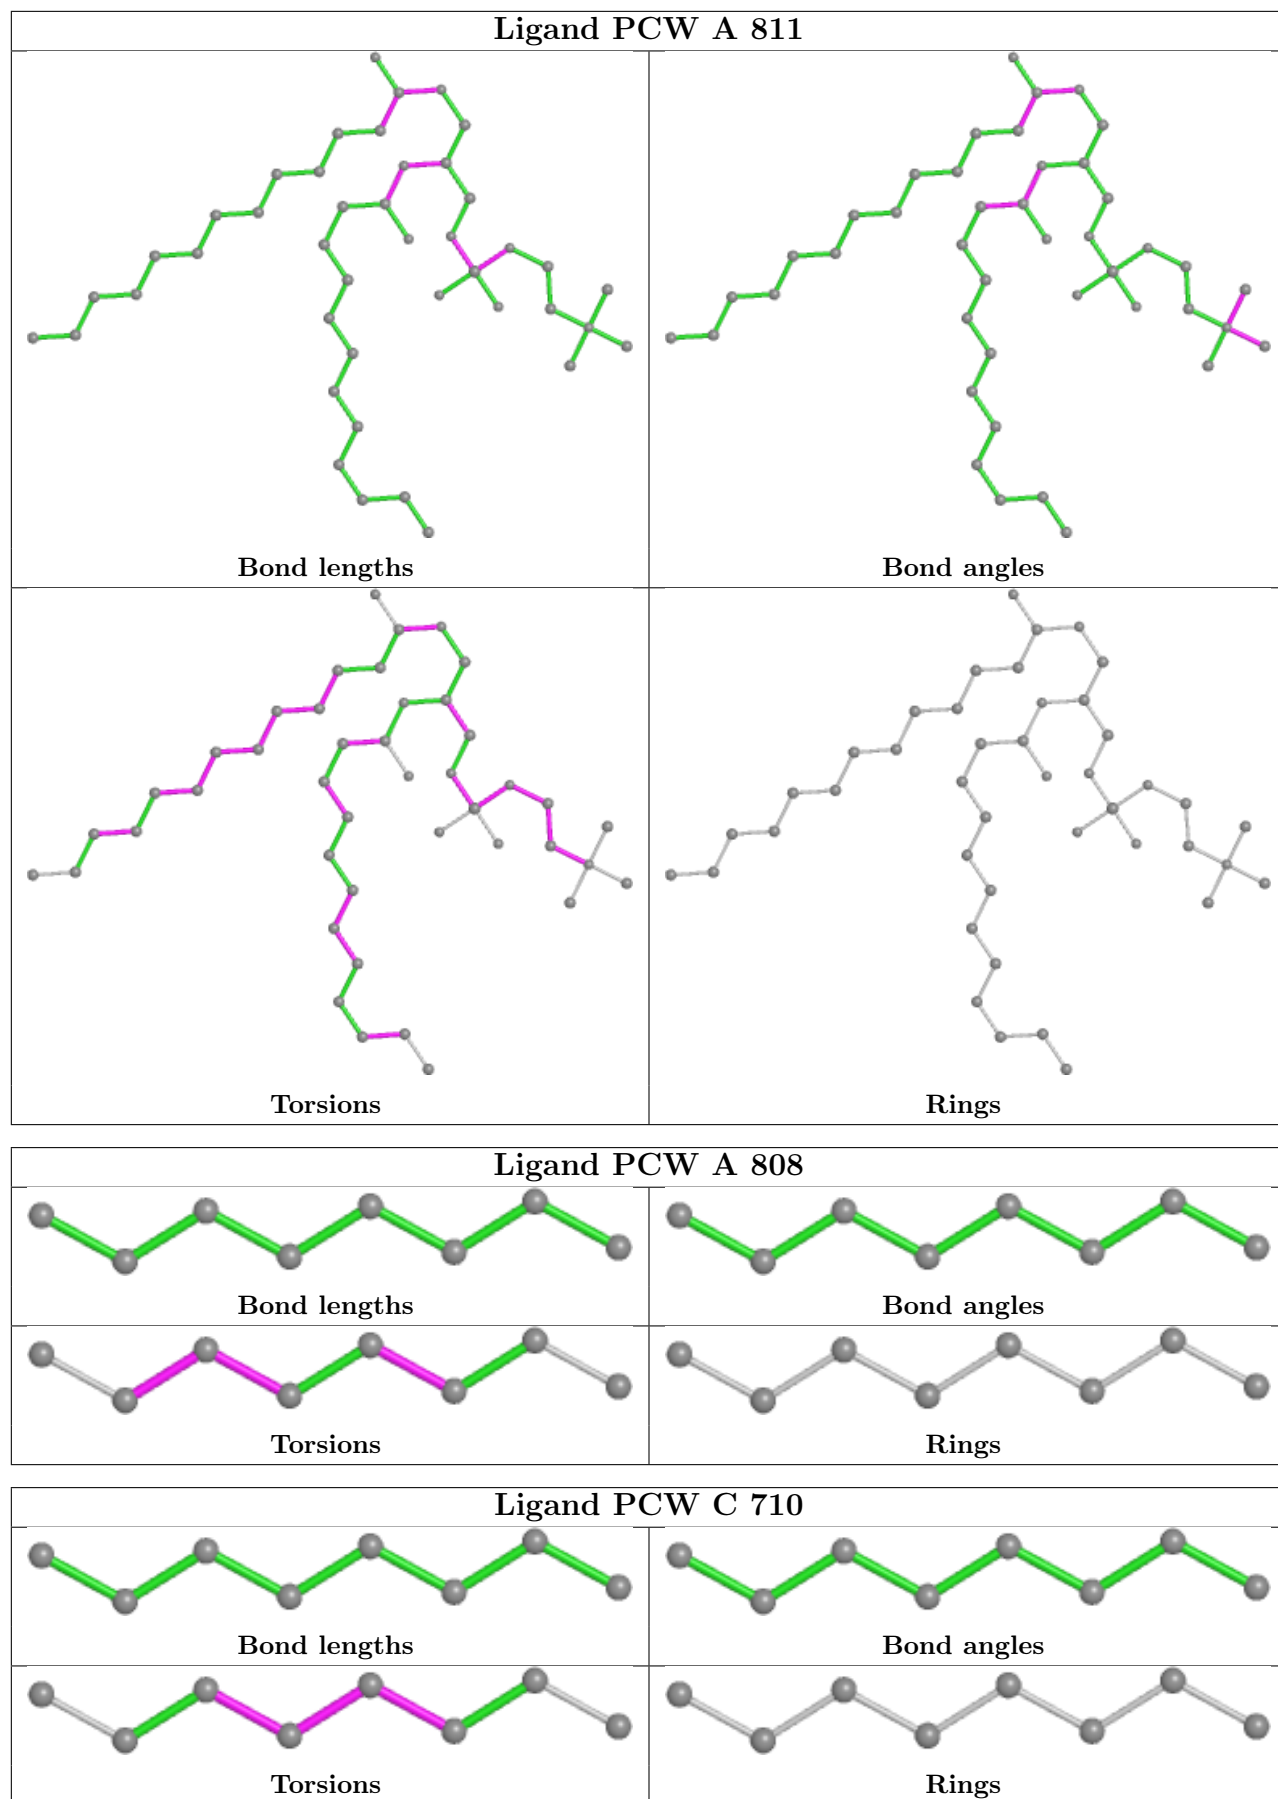 Ligand PCW A 811
Bond lengths
Bond angles
Torsions
Rings
Ligand PCW A 808
Bond lengths
Bond angles
Torsions
Rings
Ligand PCW C 710
Bond lengths
Bond angles
Torsions
Rings